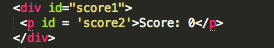 <div id="score1">
<p id = 'score2'>Score: 0</p>
</div>